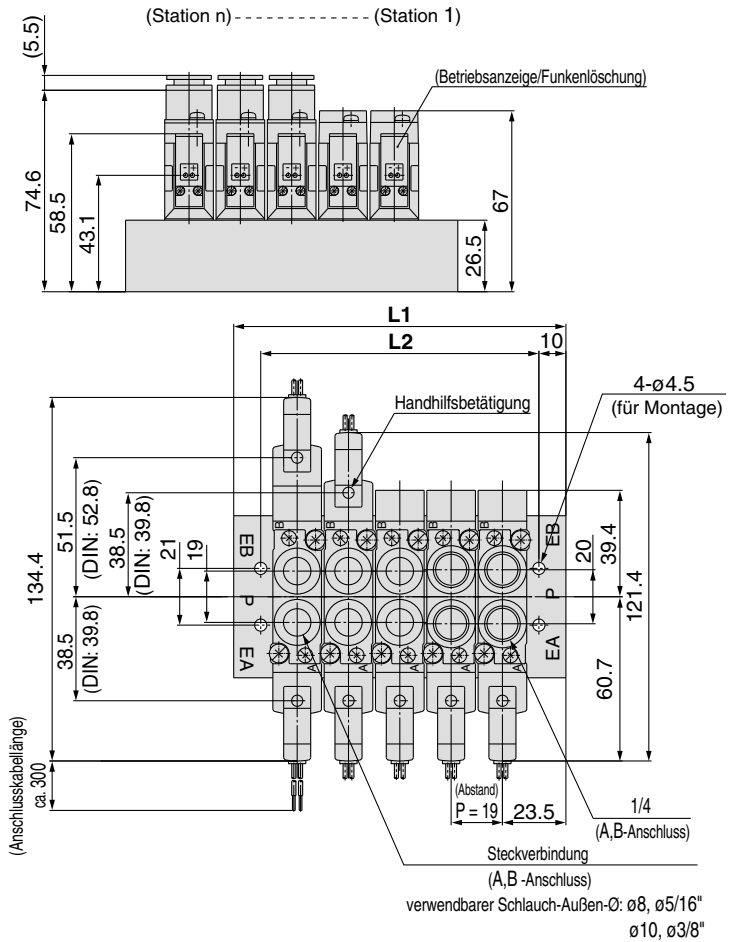 (Station n) (Station 1)
(5.5)
(Betriebsanzeige/Funkenlöschung)
74.6
58.5
43.1
67
26.5
L1
L2
10
4-ø4.5
(für Montage)
Handhilfsbetätigung
134.4
51.5
(DIN: 52.8)
38.5
(DIN: 39.8)
21
19
38.5
(DIN: 39.8)
EB
P
EA
B
B
B
B
B
A
A
A
A
A
EB
P
EA
20
39.4
121.4
60.7
(Anschlusskabellänge)
ca. 300
(Abstand)
P = 19
23.5
1/4
(A,B-Anschluss)
Steckverbindung
(A,B -Anschluss)
verwendbarer Schlauch-Außen-Ø: ø8, ø5/16"
ø10, ø3/8"